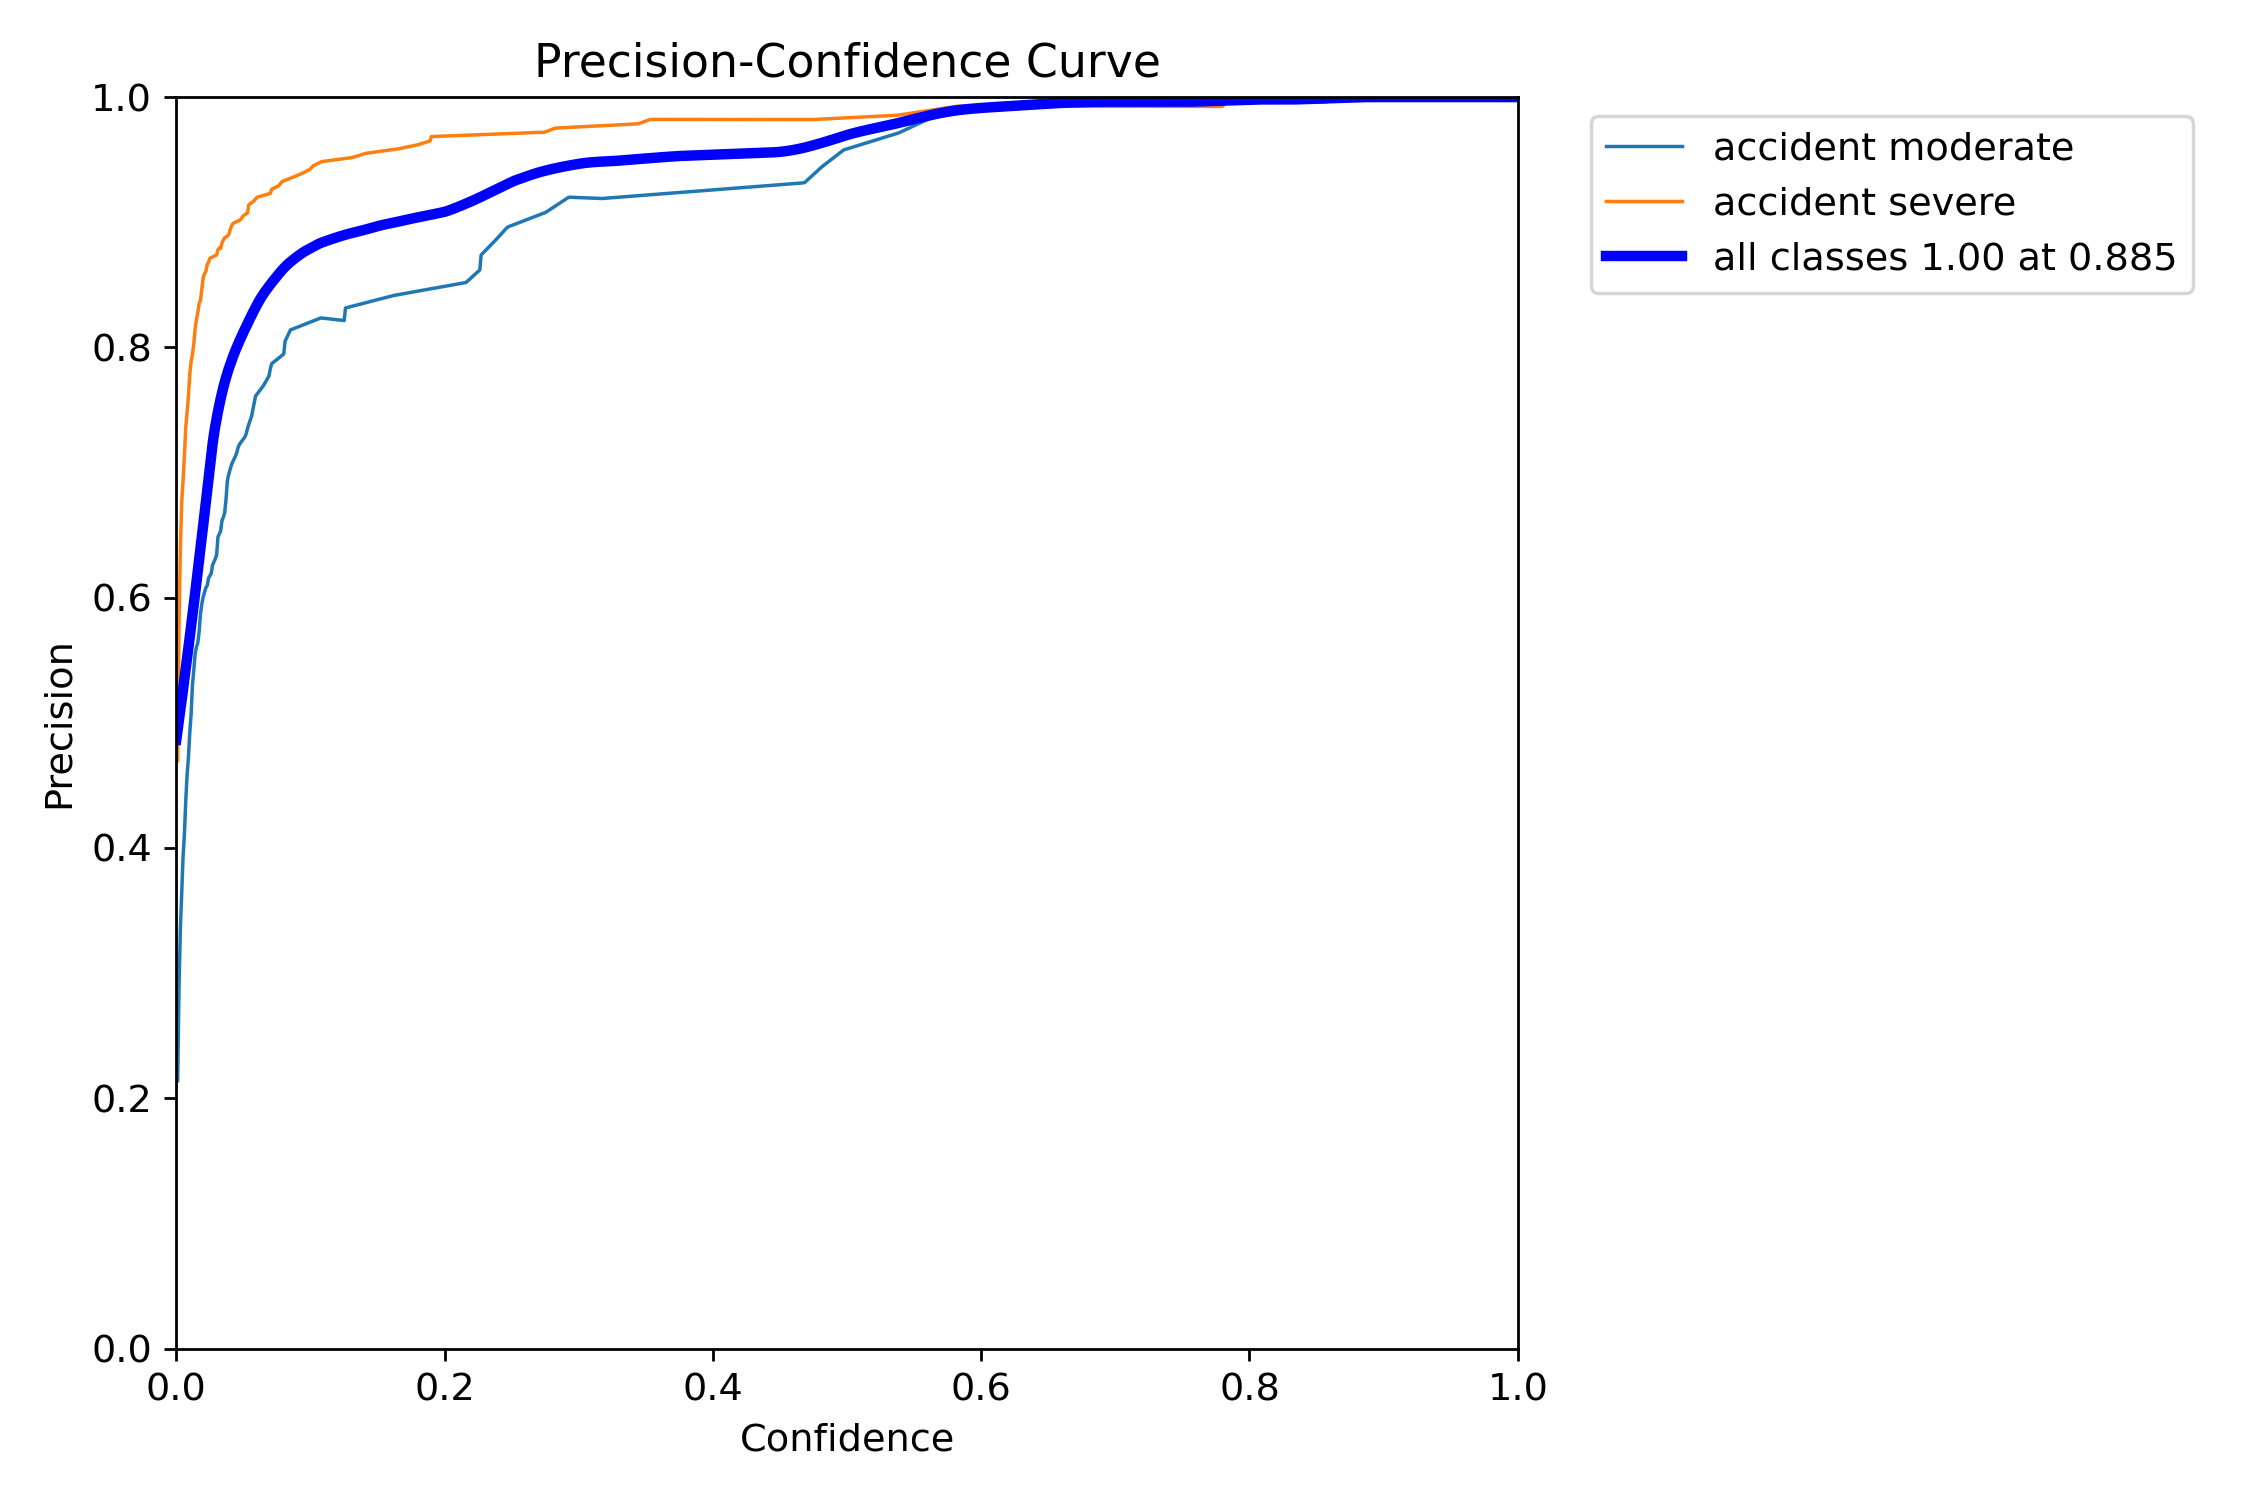 Precision-Confidence Curve
accident moderate
accident severe
all classes 1.00 at 0.885
1.0
0.8
0.6
0.4
0.2
0.0
Precision
0.0 0.2 0.4 0.6 0.8 1.0
Confidence